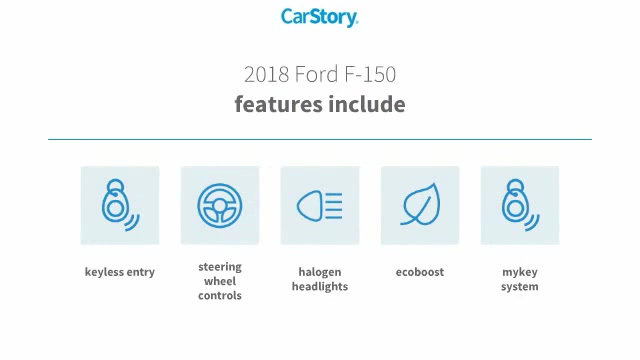 CarStory.
2018 Ford F-150
features include
keyless entry
steering
wheel
controls
halogen
headlights
ecoboost
mykey
system